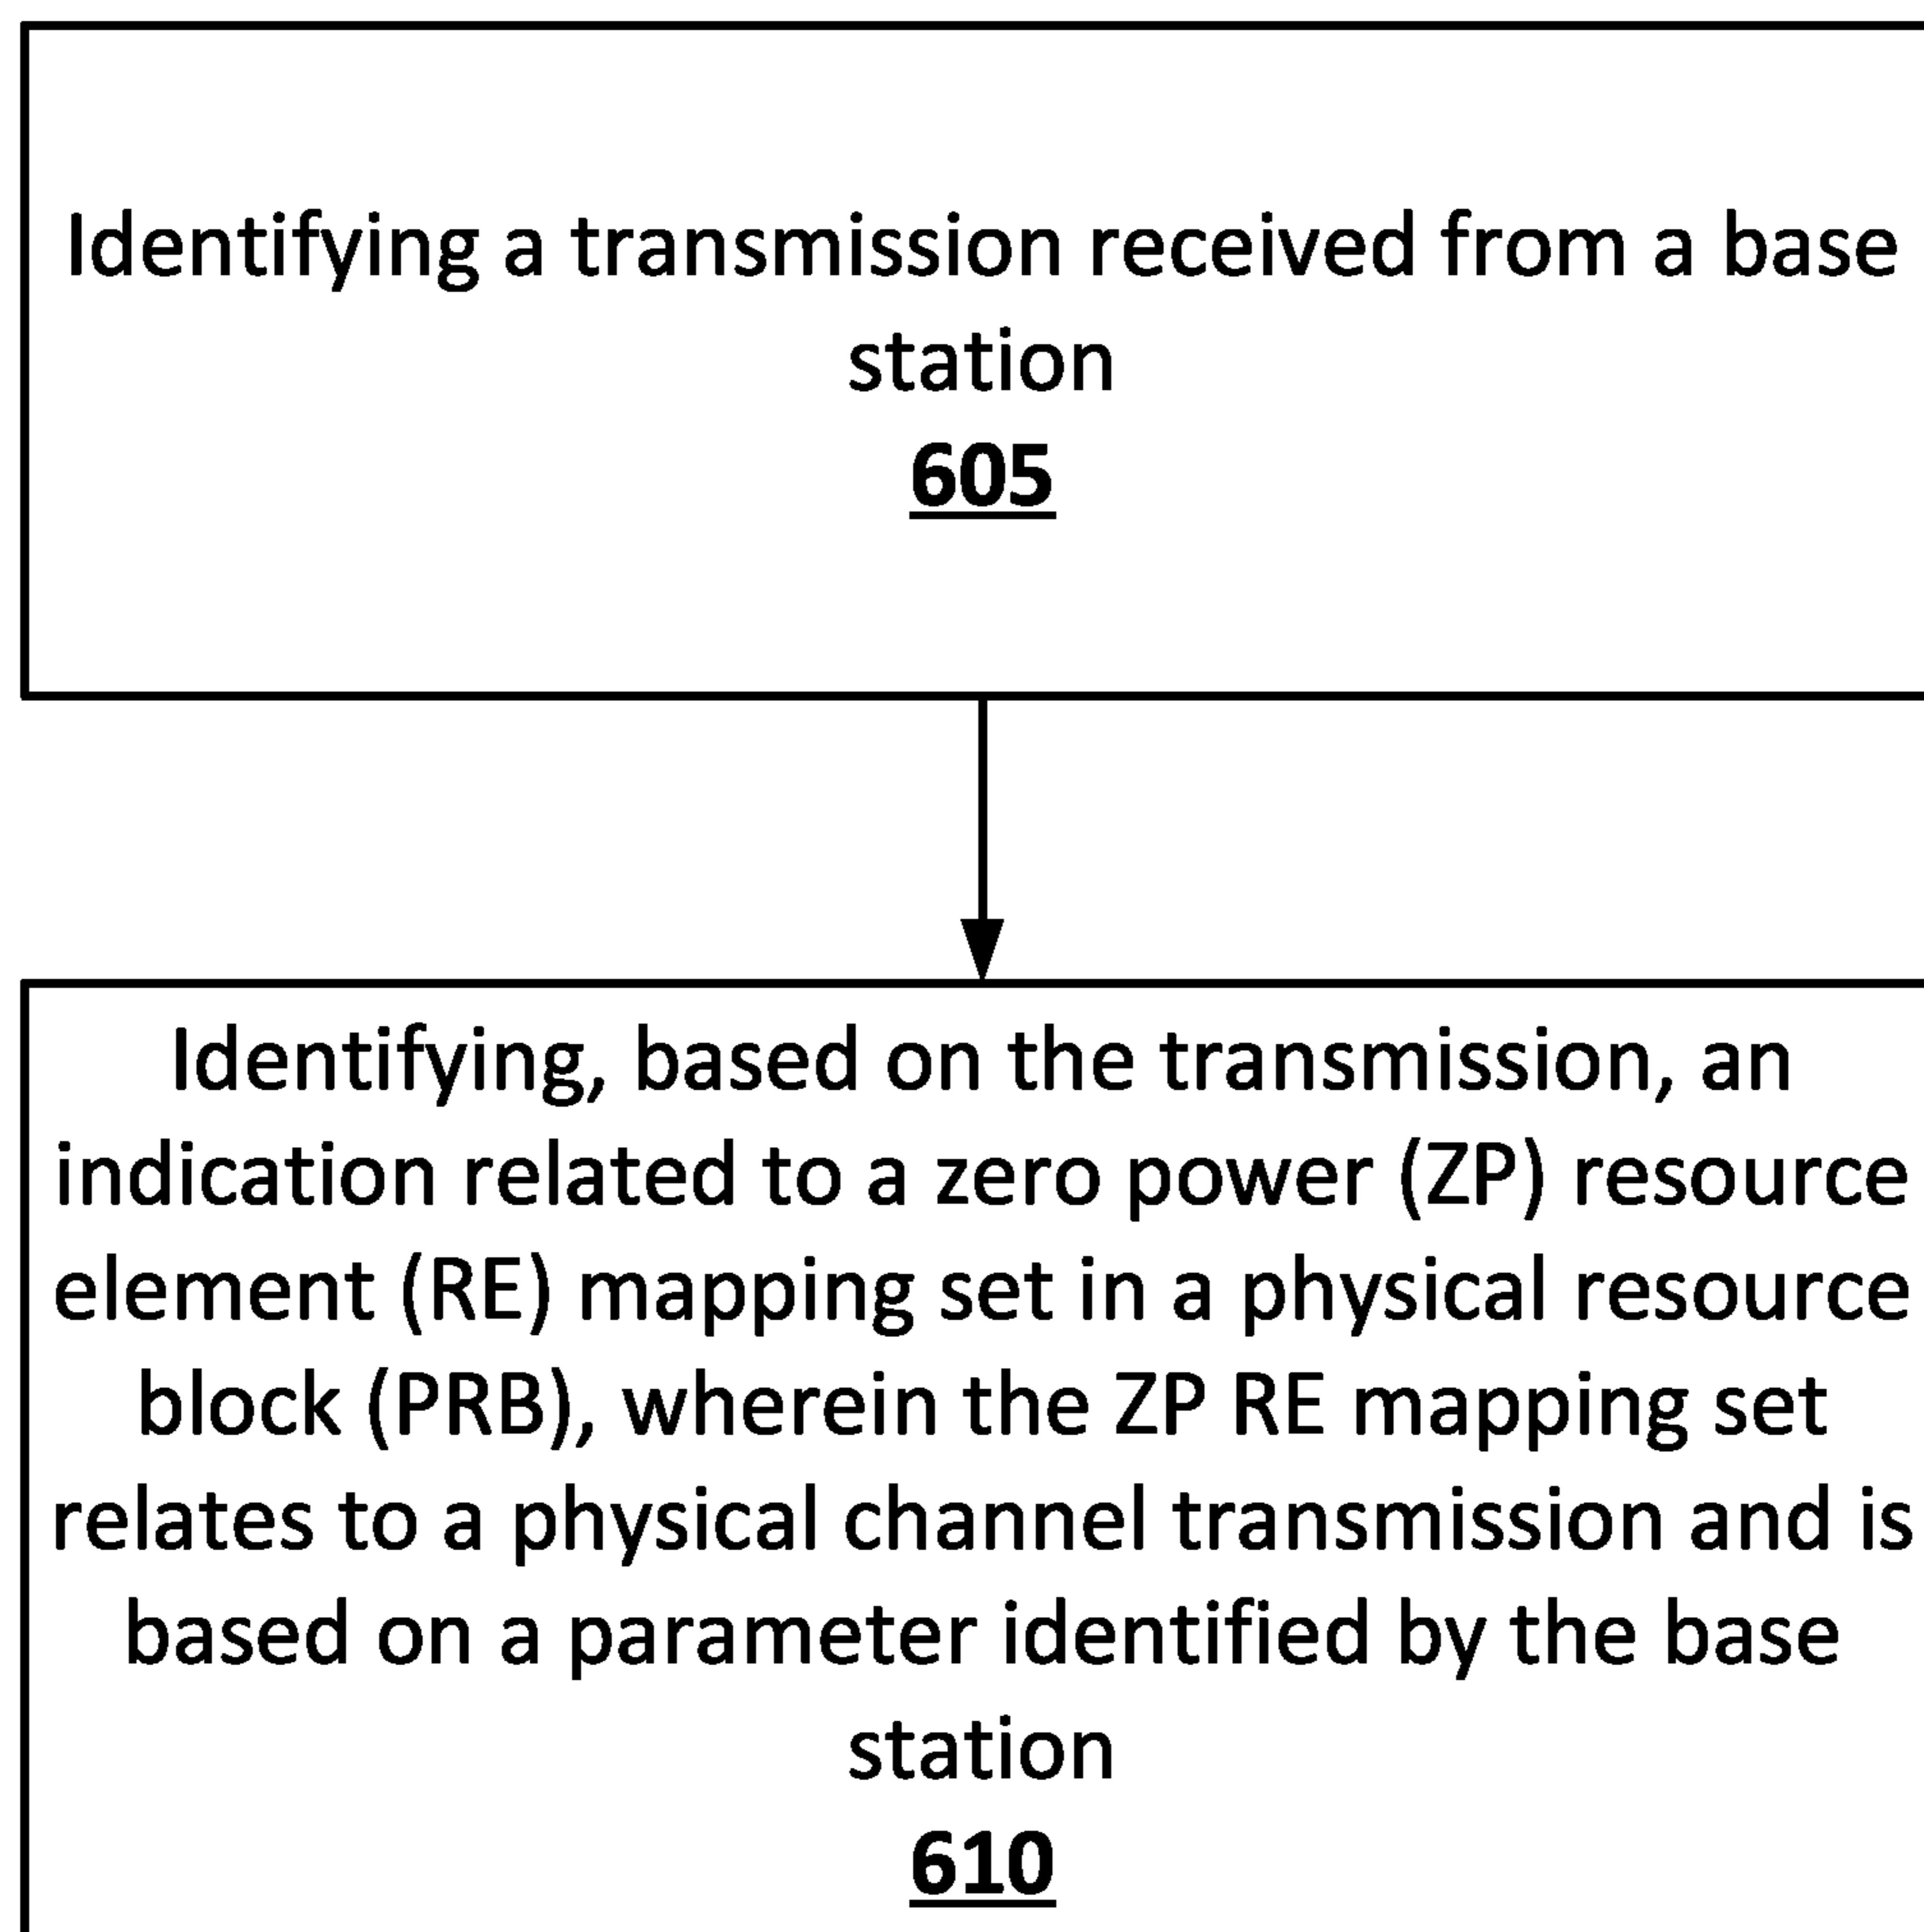 Identifying a transmission received from a base
station
605
Identifying, based on the transmission, an
indication related to a zero power (ZP) resource
element (RE) mapping set in a physical resource
block (PRB), wherein the ZP RE mapping set
relates to a physical channel transmission and is
based on a parameter identified by the base
station
610